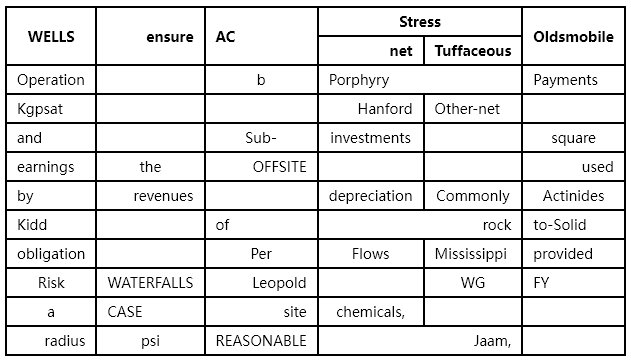 WELLS ensure AC Stress Oldsmobile
net Tuffaceous
Operation b Porphyry Payments
Kgpsat Hanford Other-net
and Sub- investments square
earnings the OFFSITE used
by revenues depreciation Commonly Actinides
Kidd of rock to-Solid
obligation Per Flows Mississippi provided
Risk WATERFALLS Leopold WG FY
a CASE site chemicals,
radius psi REASONABLE Jaam,